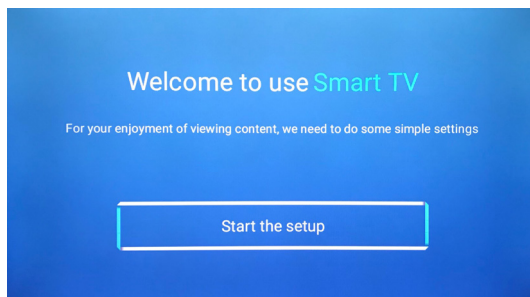 Welcome to use Smart TV
For your enjoyment of viewing content, we need to do some simple settings
Start the setup